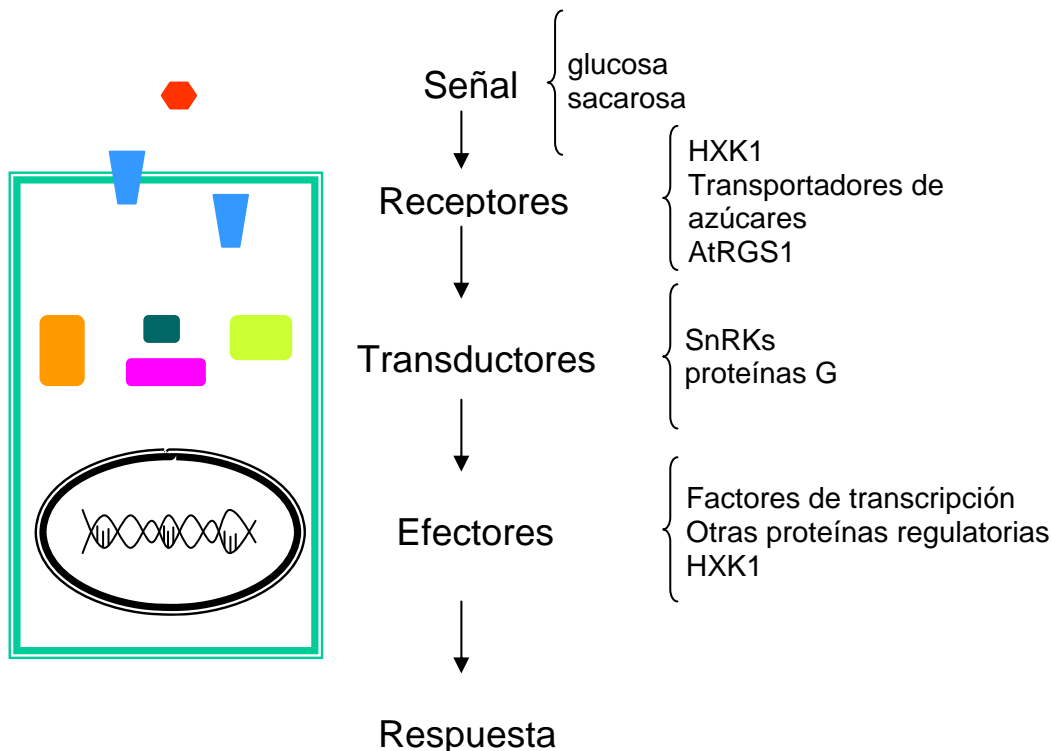 Señal
glucosa
sacarosa
Receptores
HXK1
Transportadores de
azúcares
AtRGS1
Transductores
SnRKs
proteínas G
Efectores
Factores de transcripción
Otras proteínas regulatorias
HXK1
Respuesta